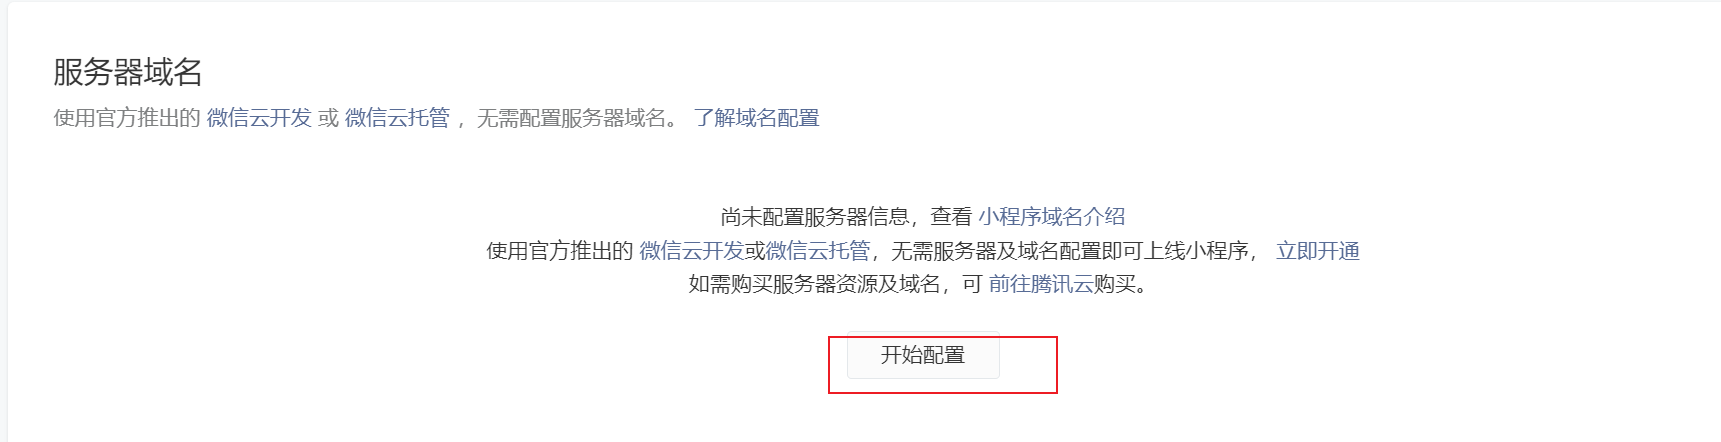 服务器域名
使用官方推出的 微信云开发 或 微信云托管 ，无需配置服务器域名。 了解域名配置
尚未配置服务器信息，查看 小程序域名介绍
使用官方推出的 微信云开发或微信云托管，无需服务器及域名配置即可上线小程序， 立即开通
如需购买服务器资源及域名，可 前往腾讯云购买。
开始配置